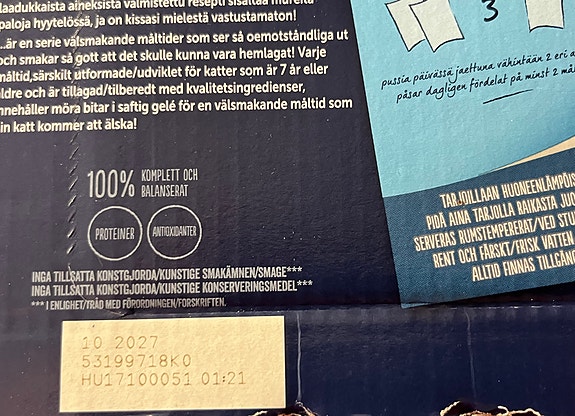 laadukkaista aineksista valmistettu resepti sisältää mureita
paloja hyytelössä, ja on kissasi mielestä vastustamaton!
...är en serie välsmakande måltider som ser så oemotståndliga ut
och smakar så gott att det skulle kunna vara hemlagat! Varje
måltid,särskilt utformade/udviklet för katter som är 7 år eller
äldre och är tillagad/tilberedt med kvalitetsingredienser,
innehåller möra bitar i saftig gelé för en välsmakande måltid som
din katt kommer att älska!
100% KOMPLETT OCH
BALANSERAT
PROTEINER
ANTIOXIDANTER
INGA TILLSATTA KONSTGJORDA/KUNSTIGE SMAKÄMNEN/SMAGE***
INGA TILLSATTA KONSTGJORDA/KUNSTIGE KONSERVERINGSMEDEL***
*** I ENLIGHET/TRÅD MED FÖRORDNINGEN/FORSKRIFTEN.
10 2027
53199718K0
HU17100051 01:21
3
pussia päivässä jaettuna vähintään 2 eri a
påsar dagligen fördelat på minst 2 mål
TARJOILLAAN HUONEENLÄMPÖIS
PIDÄ AINA TARJOLLA RAIKASTA JUO
SERVERAS RUMSTEMPERERAT/VED STU
RENT OCH FÄRSKT/FRISK VATTEN
ALLTID FINNAS TILLGÄN